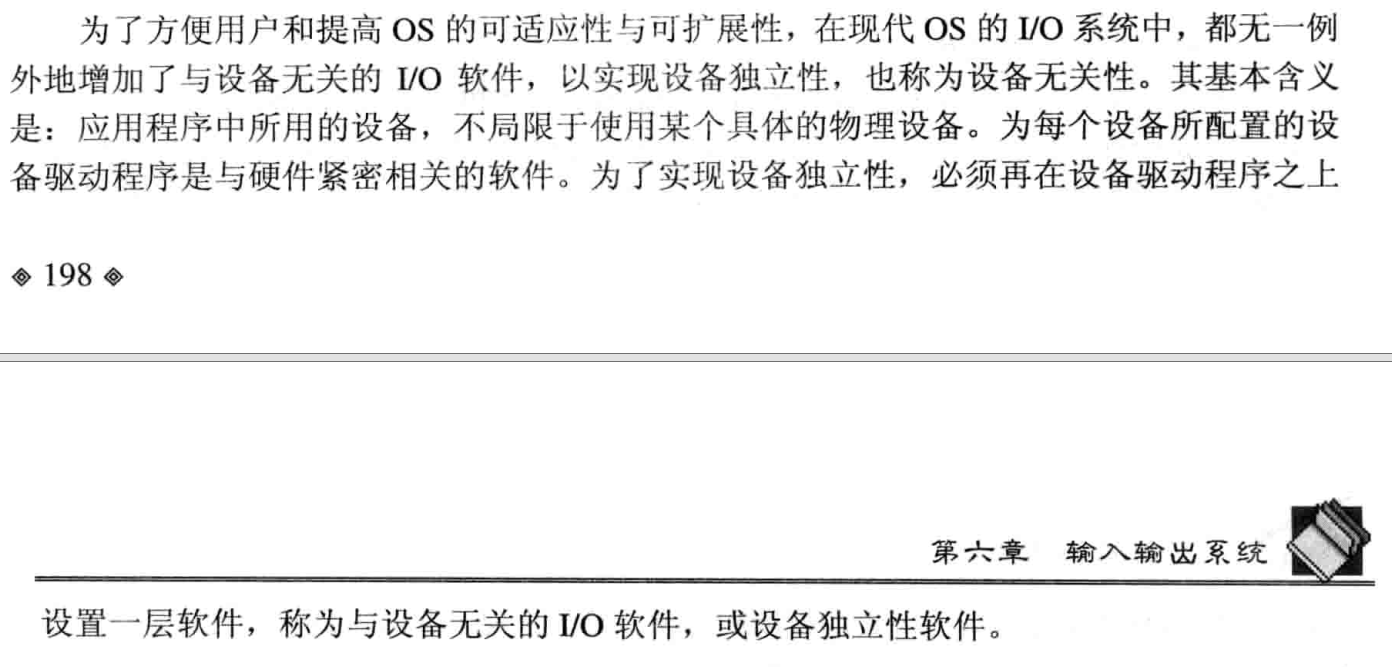 为了方便用户和提高 OS 的可适应性与可扩展性，在现代 OS 的 I/O 系统中，都无一例
外地增加了与设备无关的 I/O 软件，以实现设备独立性，也称为设备无关性。其基本含义
是：应用程序中所用的设备，不局限于使用某个具体的物理设备。为每个设备所配置的设
备驱动程序是与硬件紧密相关的软件。为了实现设备独立性，必须再在设备驱动程序之上
198
第六章 输入输出系统
设置一层软件，称为与设备无关的 I/O 软件，或设备独立性软件。